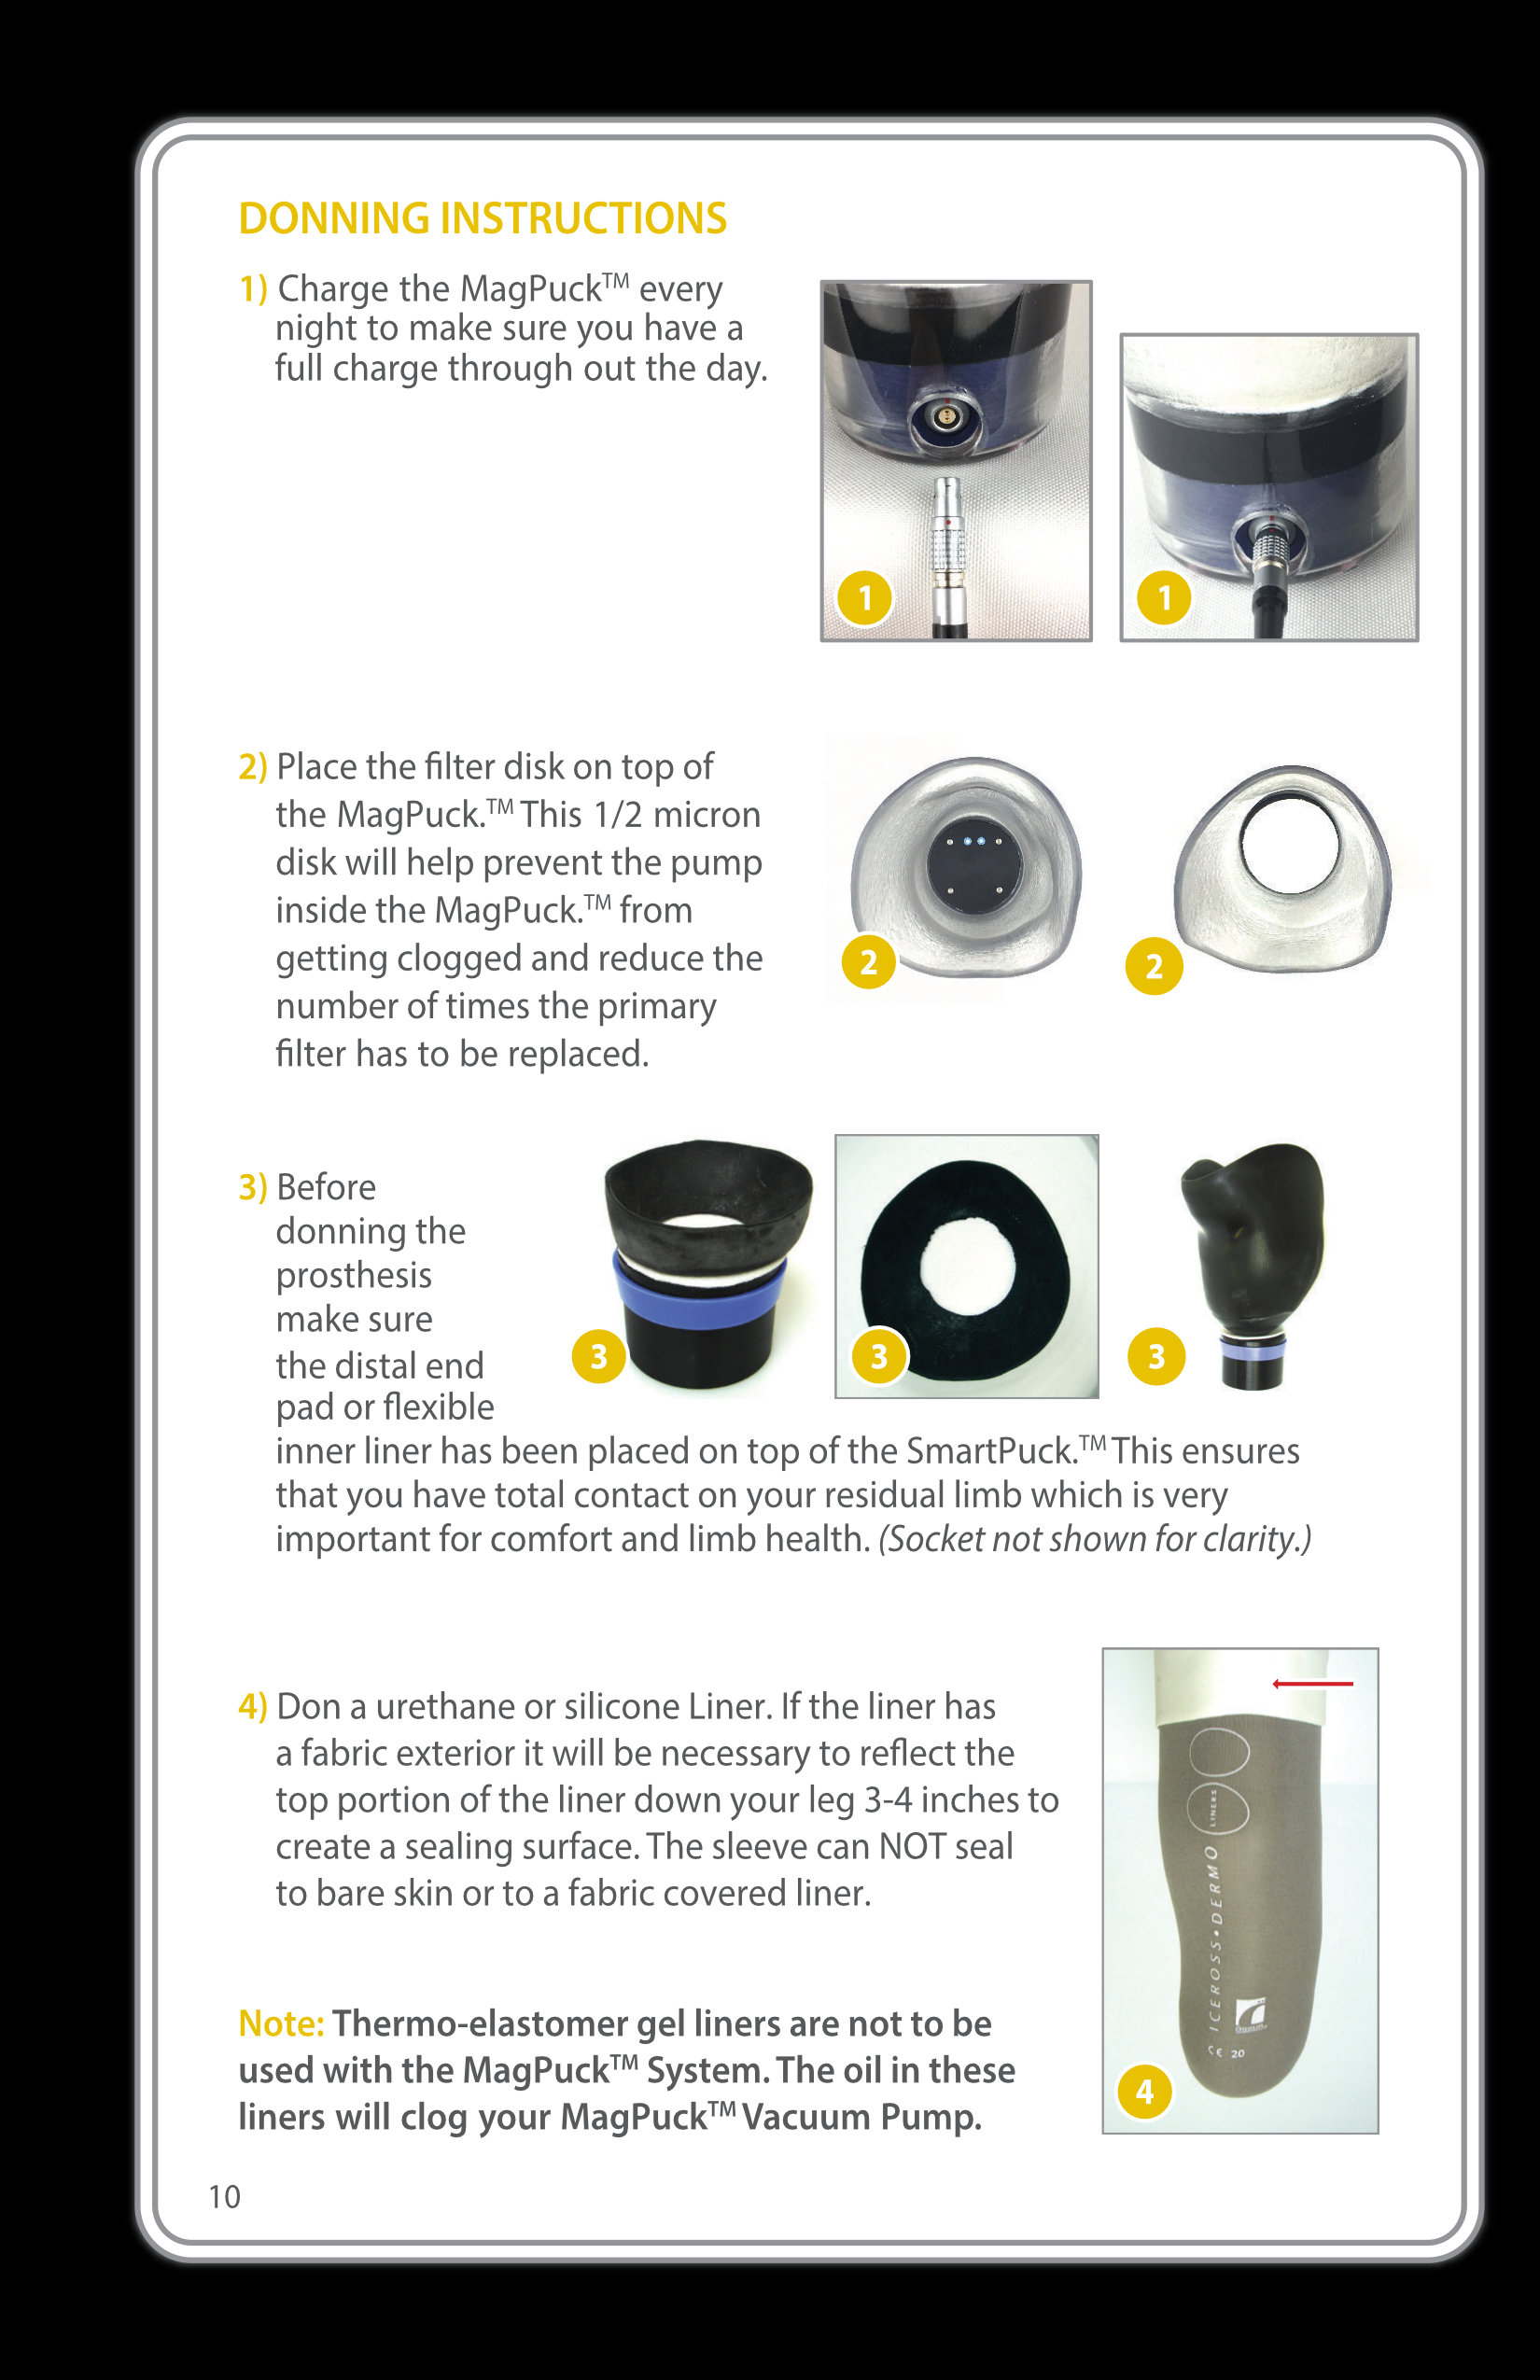 DONNING INSTRUCTIONS
1) Charge the MagPuck™ every
night to make sure you have a
full charge through out the day.
1
1
2) Place the filter disk on top of
the MagPuck.™ This 1/2 micron
disk will help prevent the pump
inside the MagPuck.™ from
getting clogged and reduce the
number of times the primary
filter has to be replaced.
2
2
3) Before
donning the
prosthesis
make sure
the distal end
pad or flexible
inner liner has been placed on top of the SmartPuck.™ This ensures
that you have total contact on your residual limb which is very
important for comfort and limb health. (Socket not shown for clarity.)
3
3
3
4) Don a urethane or silicone Liner. If the liner has
a fabric exterior it will be necessary to reflect the
top portion of the liner down your leg 3-4 inches to
create a sealing surface. The sleeve can NOT seal
to bare skin or to a fabric covered liner.
LINERS
ICEROSS•DERMO
CE 20
4
Note: Thermo-elastomer gel liners are not to be
used with the MagPuck™ System. The oil in these
liners will clog your MagPuck™ Vacuum Pump.
10